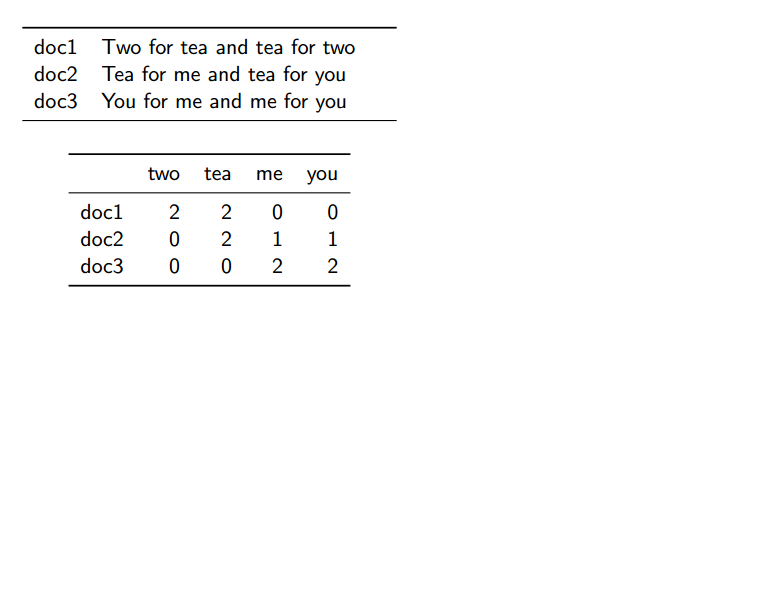 doc1 Two for tea and tea for two
doc2 Tea for me and tea for you
doc3 You for me and me for you
two tea me you
doc1 2 2 0 0
doc2 0 2 1 1
doc3 0 0 2 2